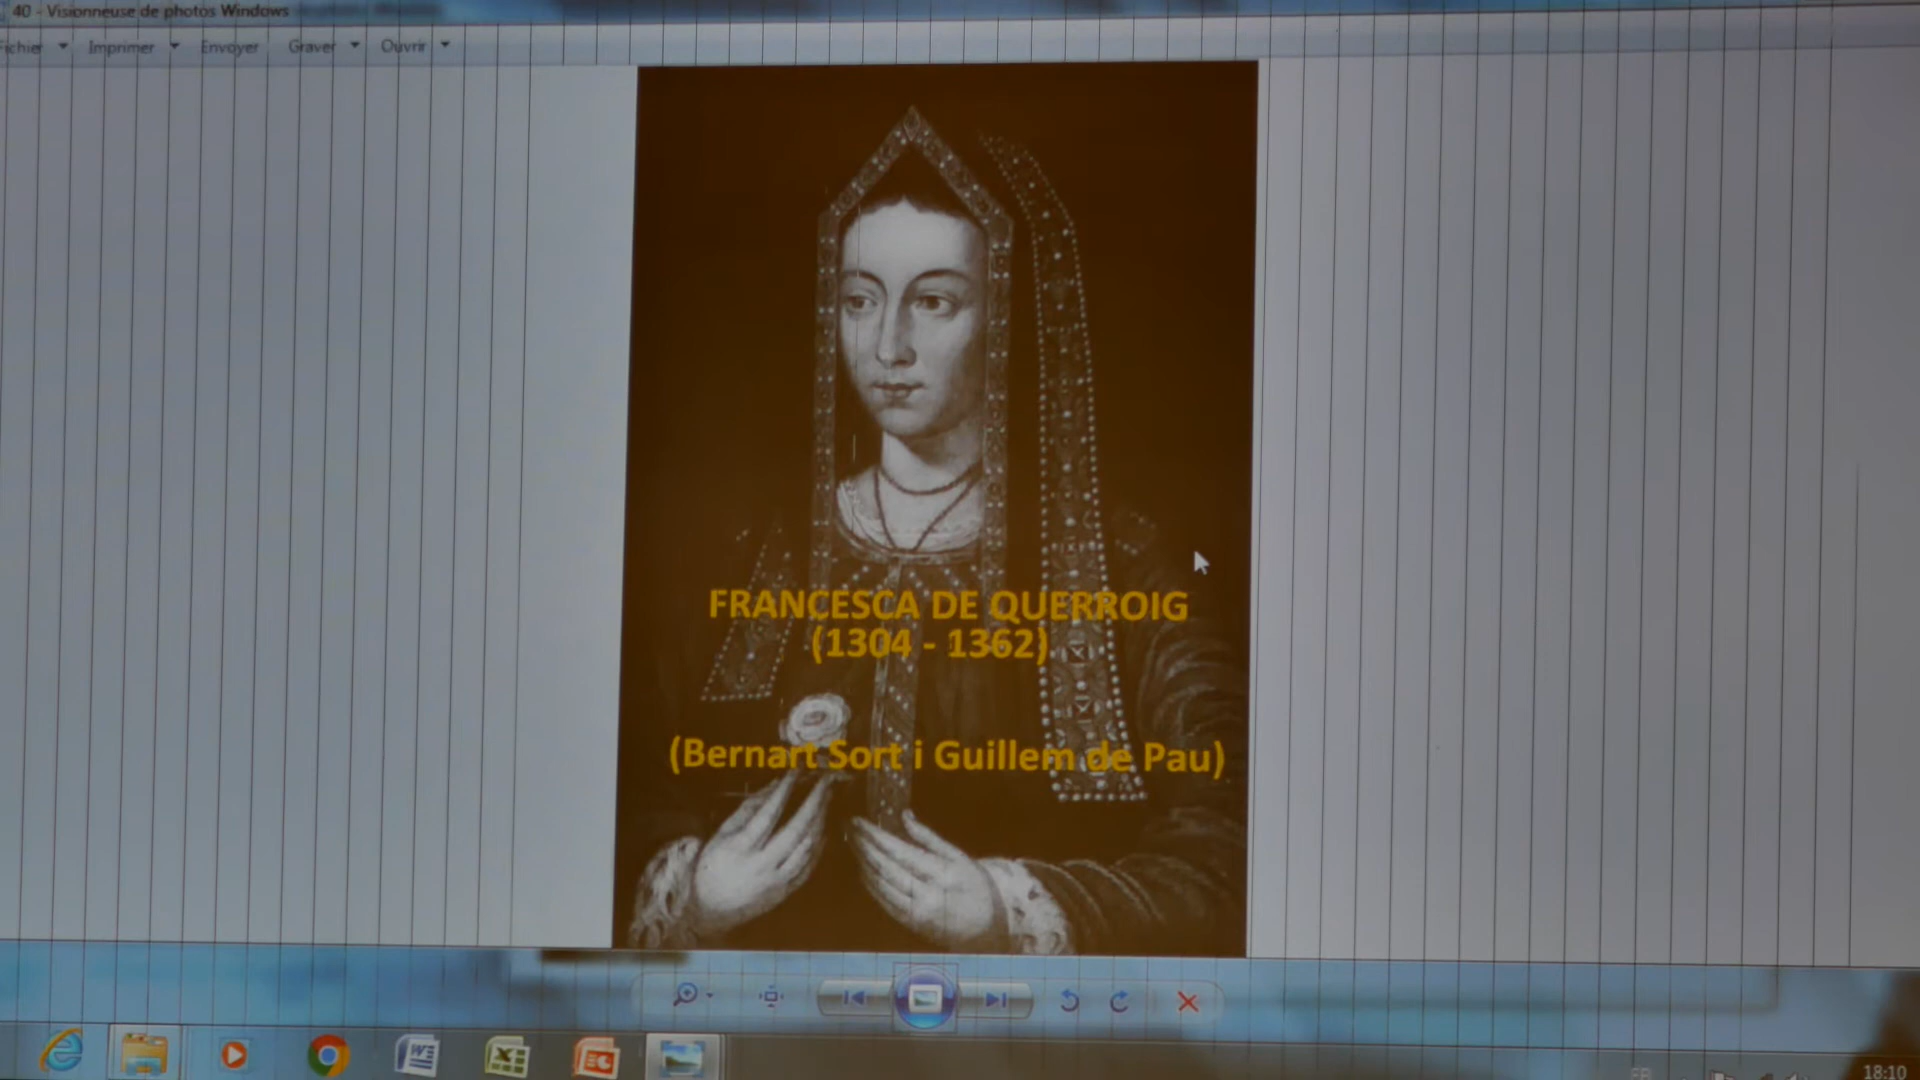 40 - Visionneuse de photos Windows
Fichier Imprimer Envoyer Graver Ouvrir
FRANCESCA DE QUERROIG
(1304 - 1362)
(Bernart Sort i Guillem de Pau)
FR
18:10